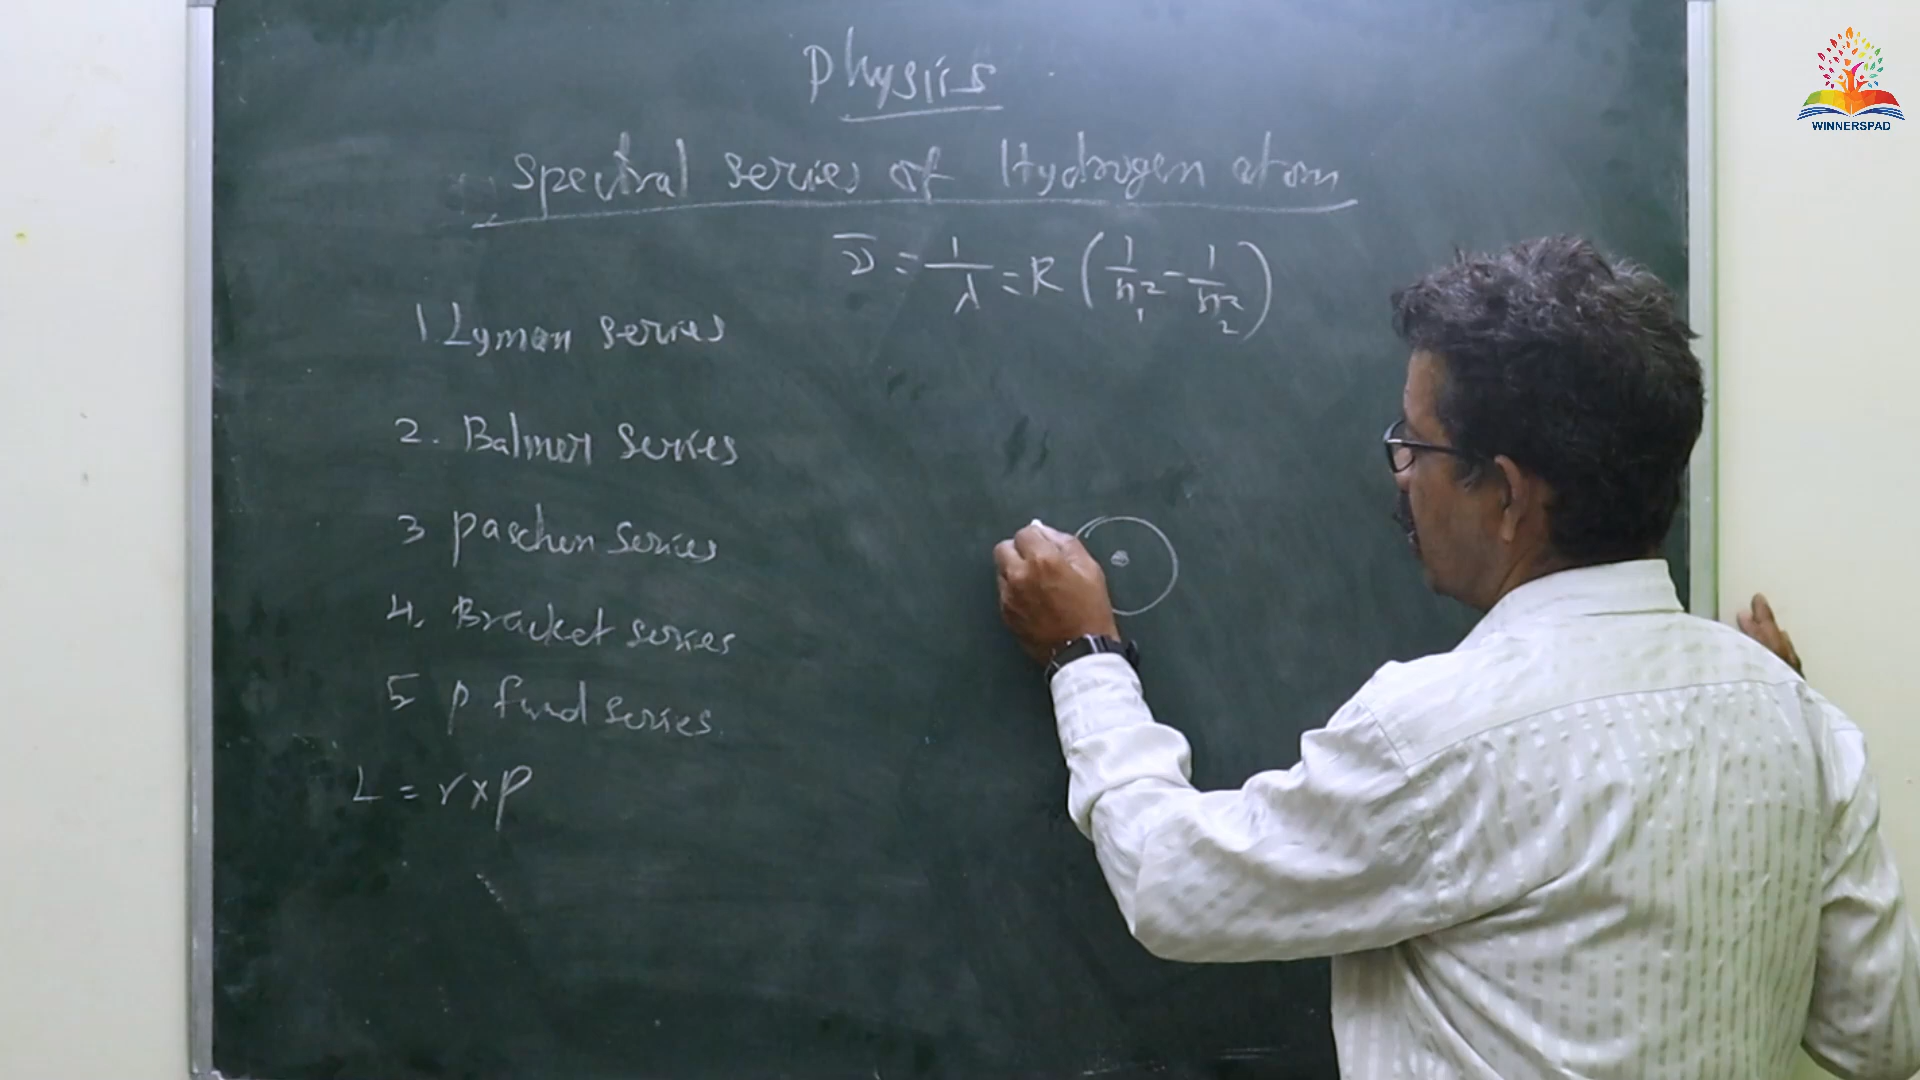 Physics
Spectral series of Hydrogen atom
ν̅ = 1/λ = R (1/n₁² - 1/n₂²)
1. Lyman series
2. Balmer series
3 Paschen series
4. Bracket series
5 P fund series
L = r x p
WINNERSPAD